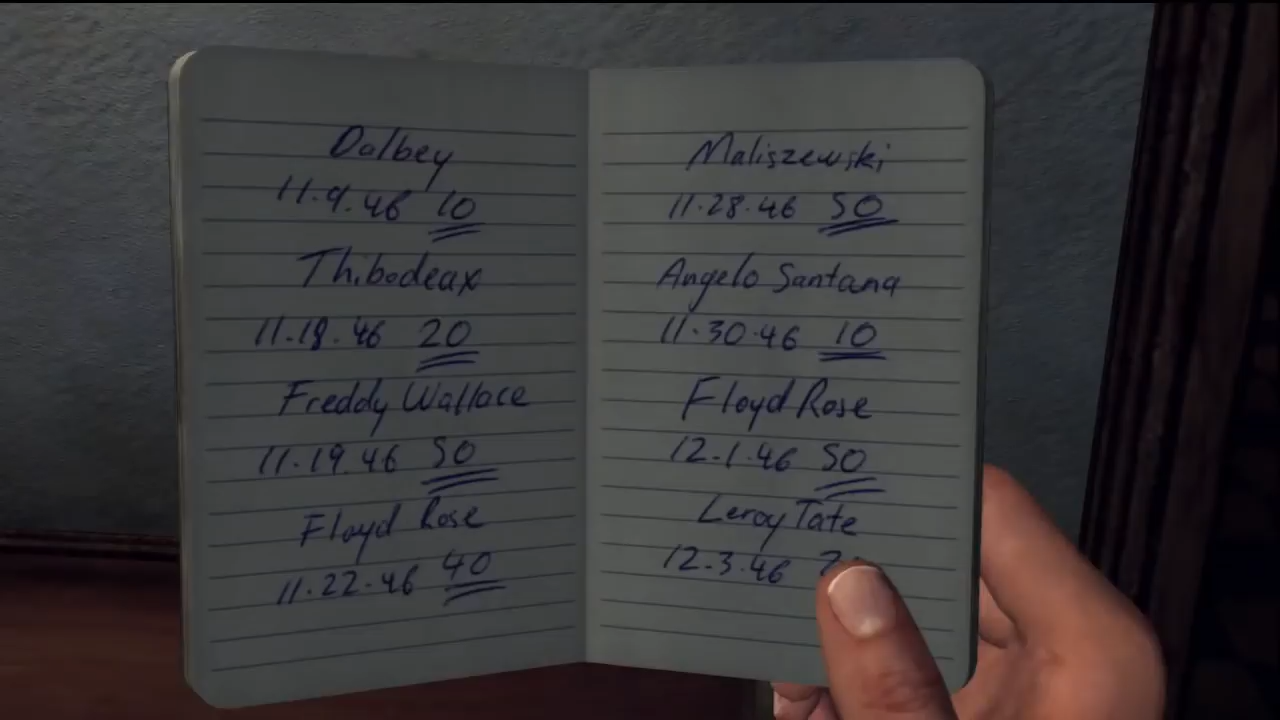 Dalbey
11.9.46 10
Thibodeax
11.18.46 20
Freddy Wallace
11.19.46 50
Floyd Rose
11.22.46 40
Maliszewski
11.28.46 50
Angelo Santana
11.30.46 10
Floyd Rose
12.1.46 50
Leroy Tate
12.3.46